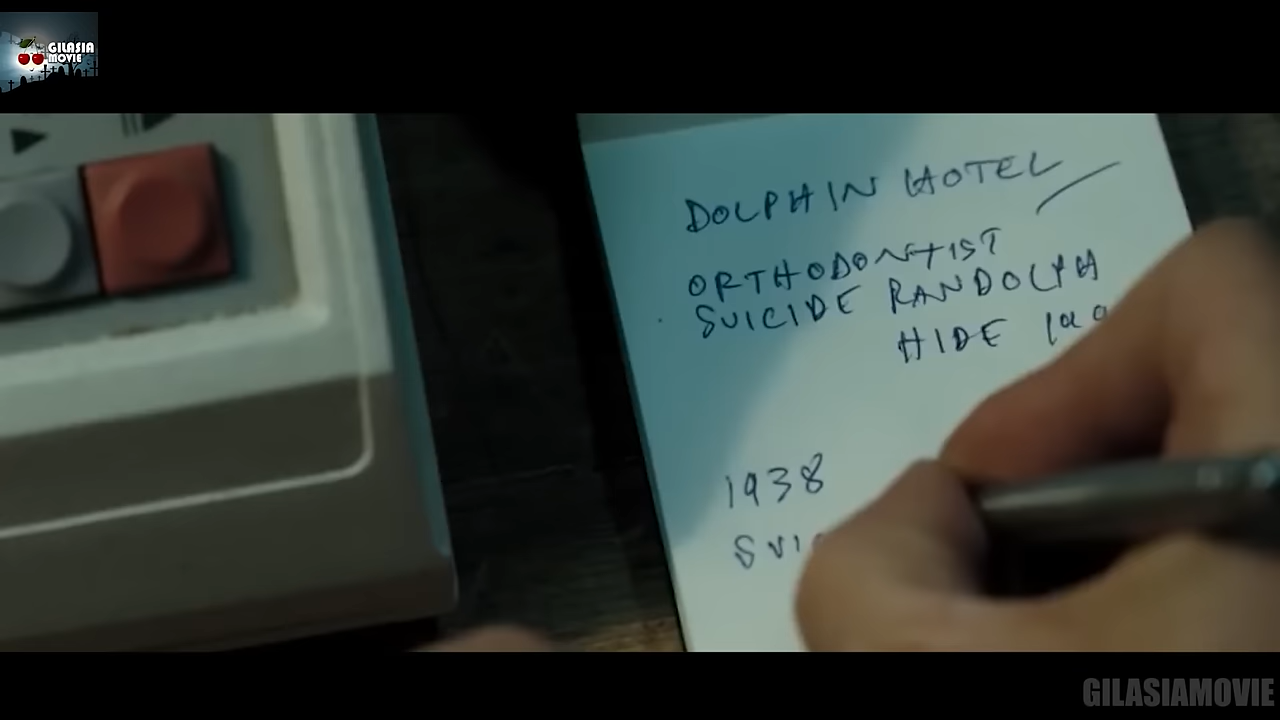 GILASIA
MOVIE
DOLPHIN HOTEL
ORTHODONTIST
SUICIDE RANDOLPH
HIDE
1938
GILASIAMOVIE